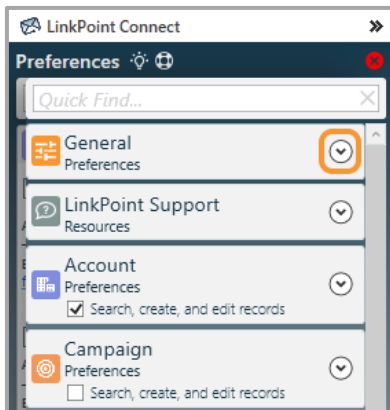 LinkPoint Connect
Preferences
Quick Find...
General
Preferences
LinkPoint Support
Resources
Account
Preferences
Search, create, and edit records
Campaign
Preferences
Search, create, and edit records